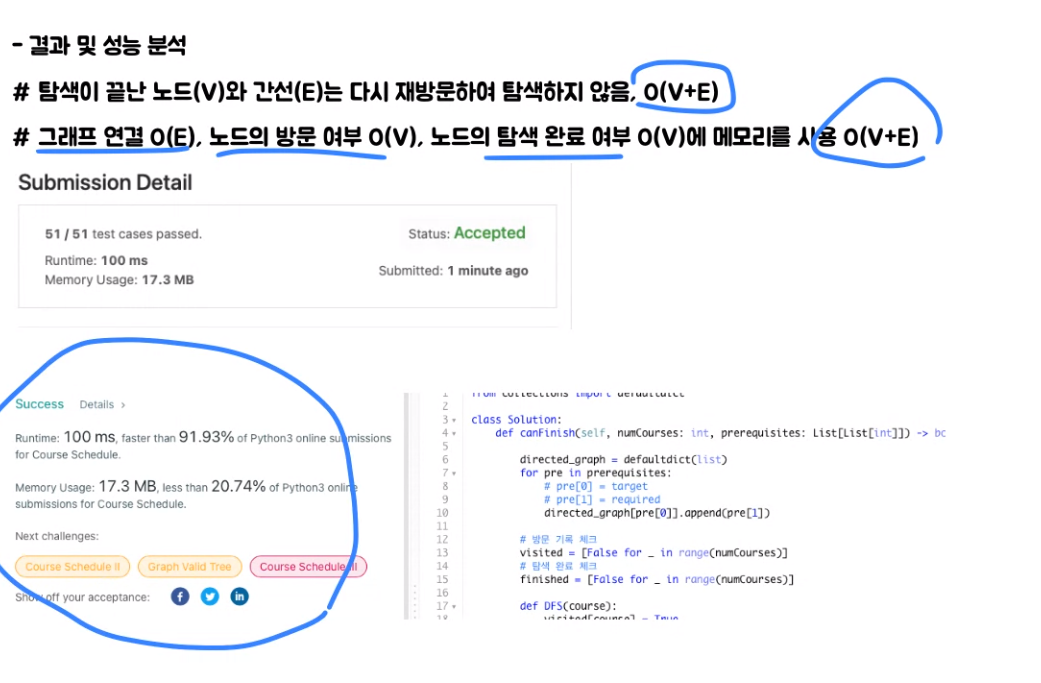 - 결과 및 성능 분석
# 탐색이 끝난 노드(V)와 간선(E)는 다시 재방문하여 탐색하지 않음, O(V+E)
# 그래프 연결 O(E), 노드의 방문 여부 O(V), 노드의 탐색 완료 여부 O(V)에 메모리를 사용 O(V+E)
Submission Detail
51 / 51 test cases passed.
Status: Accepted
Runtime: 100 ms
Memory Usage: 17.3 MB
Submitted: 1 minute ago
Success Details >
Runtime: 100 ms, faster than 91.93% of Python3 online submissions
for Course Schedule.
Memory Usage: 17.3 MB, less than 20.74% of Python3 online
submissions for Course Schedule.
Next challenges:
Course Schedule II Graph Valid Tree Course Schedule III
Show off your acceptance:
1 from collections import defaultdict
2
3 class Solution:
4 def canFinish(self, numCourses: int, prerequisites: List[List[int]]) -> bc
5
6 directed_graph = defaultdict(list)
7 for pre in prerequisites:
8 # pre[0] = target
9 # pre[1] = required
10 directed_graph[pre[0]].append(pre[1])
11
12 # 방문 기록 체크
13 visited = [False for _ in range(numCourses)]
14 # 탐색 완료 체크
15 finished = [False for _ in range(numCourses)]
16
17 def DFS(course):
18 visited[course] = True